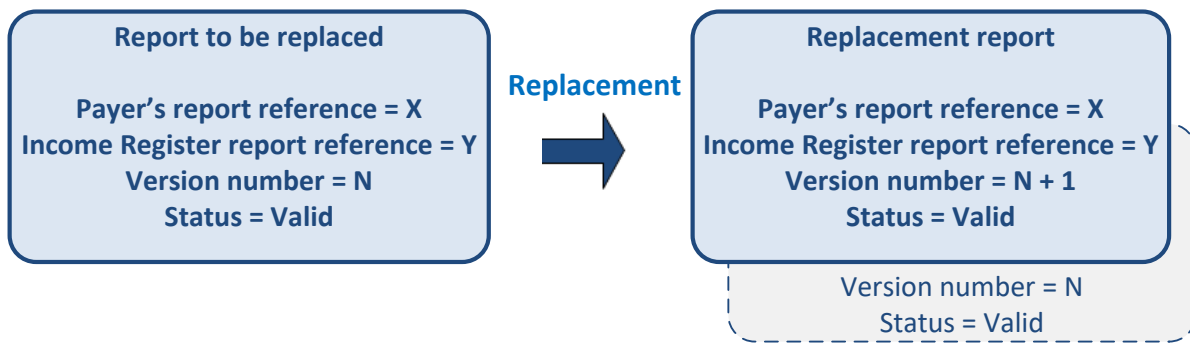 Report to be replaced
Payer’s report reference = X
Income Register report reference = Y
Version number = N
Status = Valid
Replacement
Replacement report
Payer’s report reference = X
Income Register report reference = Y
Version number = N + 1
Status = Valid
Version number = N
Status = Valid